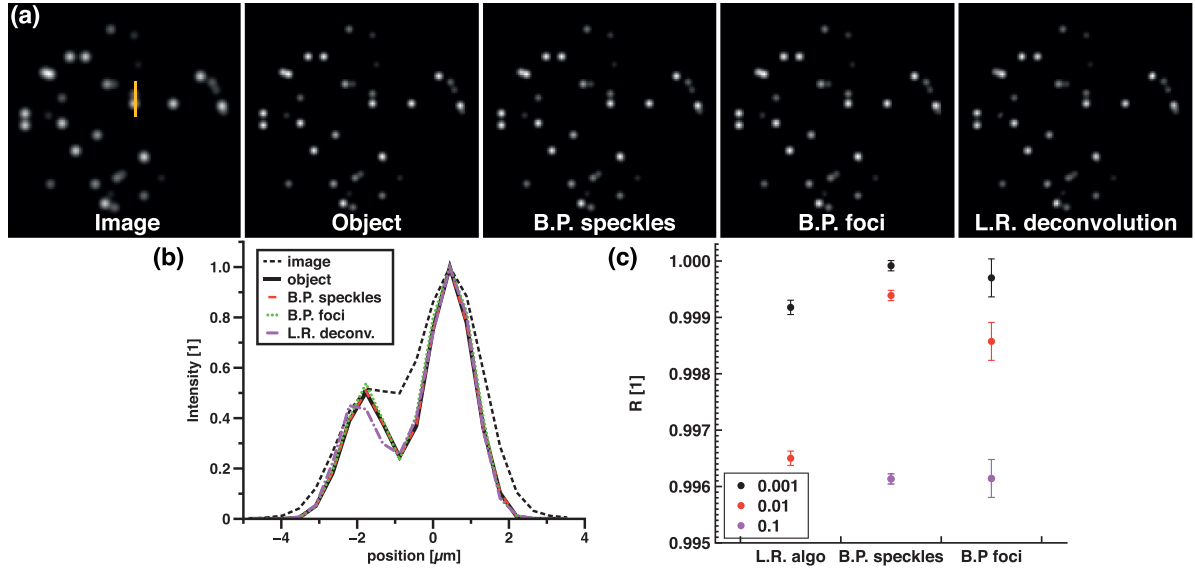 (a)
Image
Object
B.P. speckles
B.P. foci
L.R. deconvolution
(b)
image
object
B.P. speckles
B.P. foci
L.R. deconv.
Intensity [1]
1.0
0.8
0.6
0.4
0.2
0
−4
−2
0
2
4
position [µm]
(c)
R [1]
1.000
0.999
0.998
0.997
0.996
0.995
0.001
0.01
0.1
L.R. algo
B.P. speckles
B.P foci